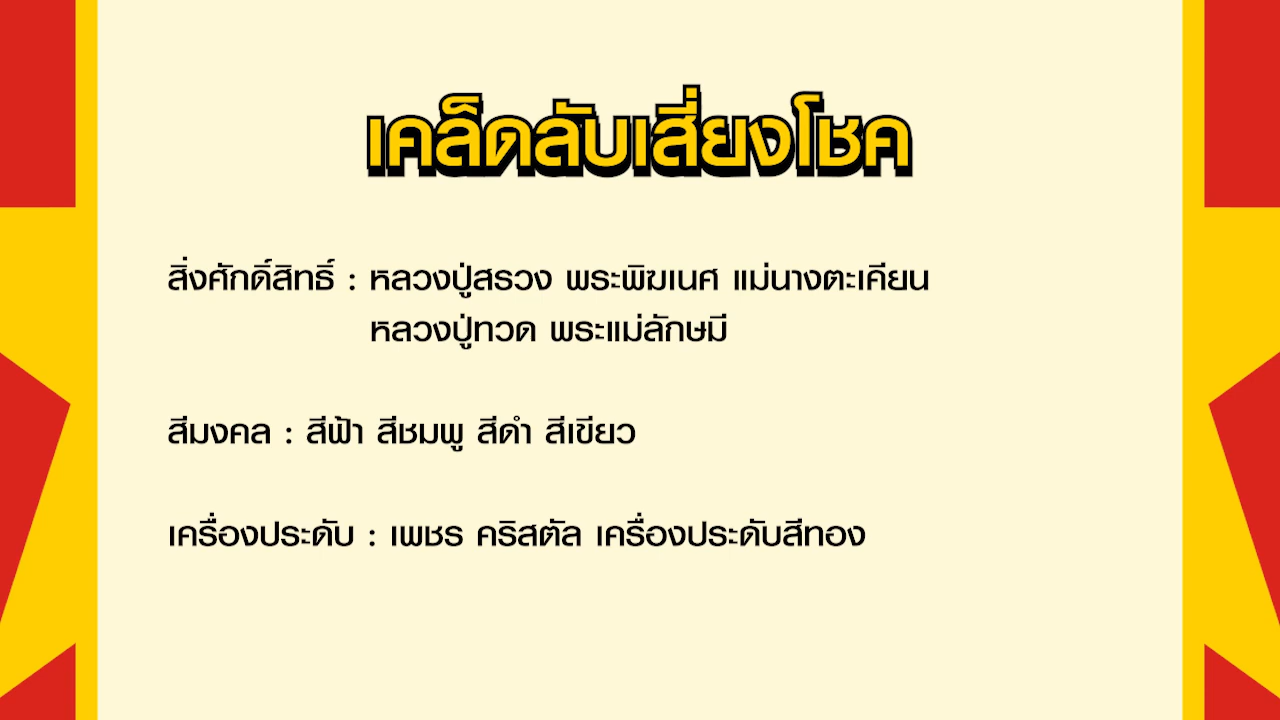 เคล็ดลับเสี่ยงโชค
สิ่งศักดิ์สิทธิ์ : หลวงปู่สรวง พระพิฆเนศ แม่นางตะเคียน
หลวงปู่ทวด พระแม่ลักษมี
สีมงคล : สีฟ้า สีชมพู สีดำ สีเขียว
เครื่องประดับ : เพชร คริสตัล เครื่องประดับสีทอง